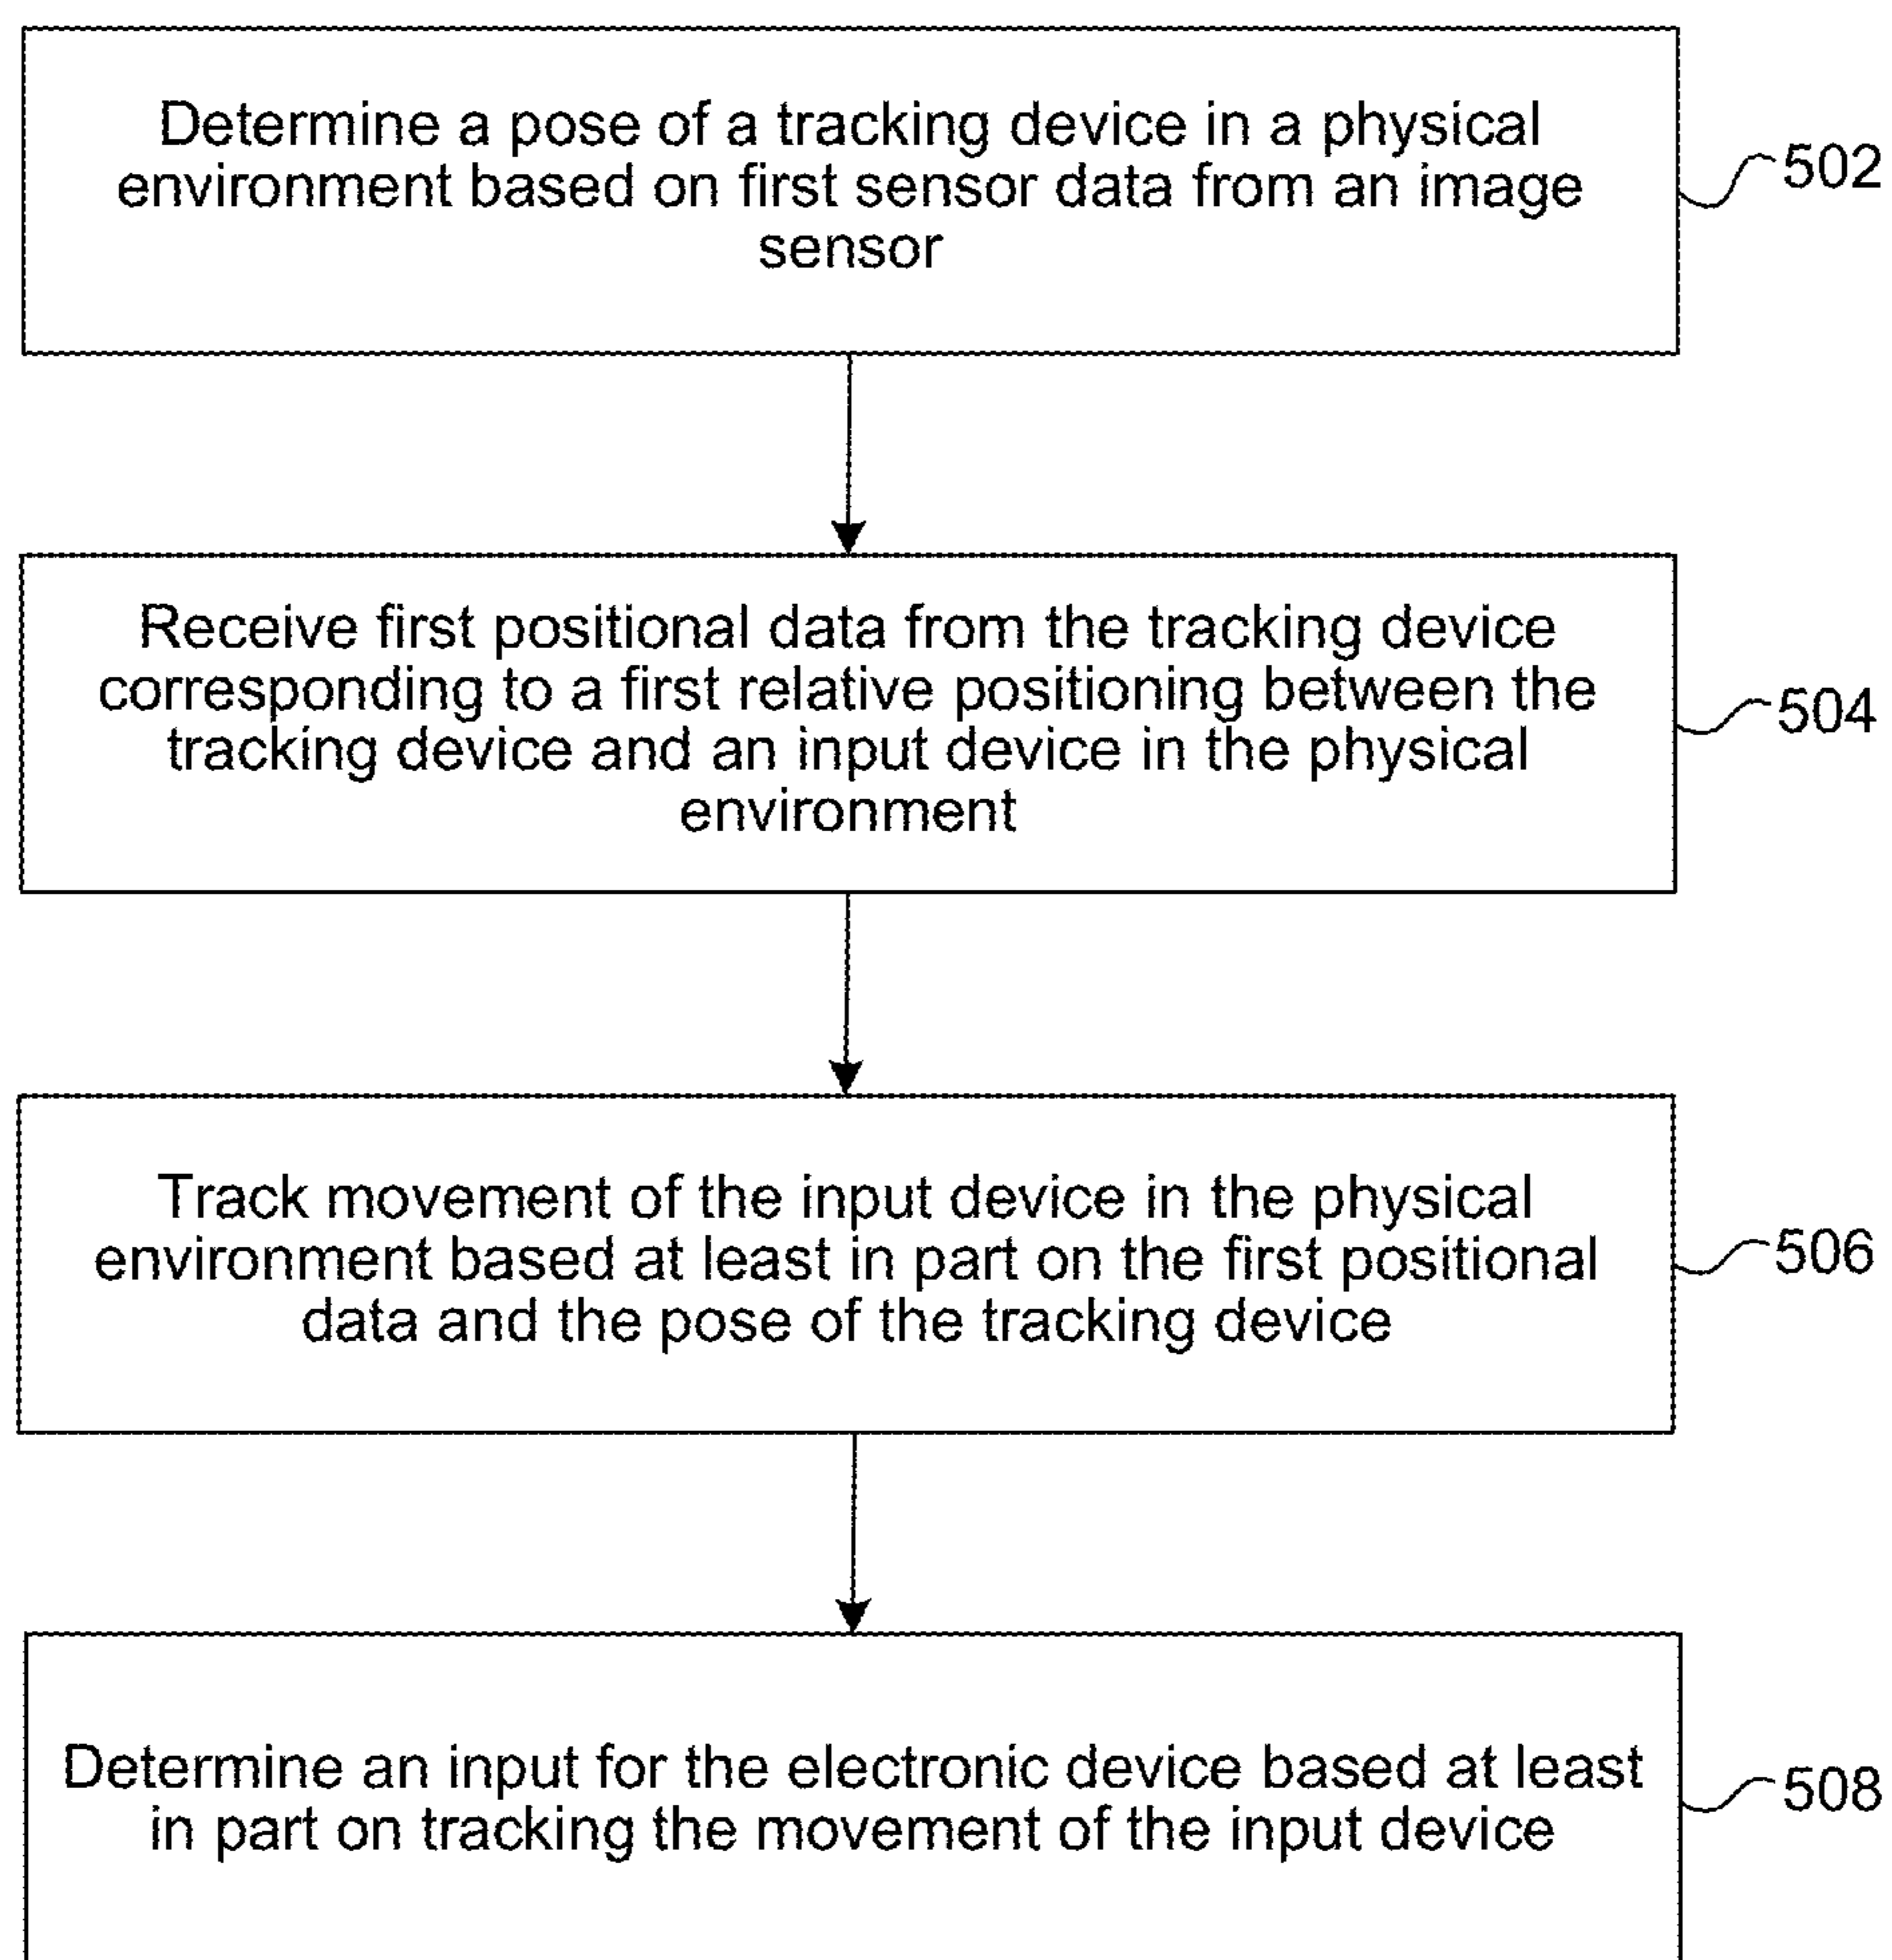 Determine a pose of a tracking device in a physical
environment based on first sensor data from an image
sensor
502
Receive first positional data from the tracking device
corresponding to a first relative positioning between the
tracking device and an input device in the physical
environment
504
Track movement of the input device in the physical
environment based at least in part on the first positional
data and the pose of the tracking device
506
Determine an input for the electronic device based at least
in part on tracking the movement of the input device
508